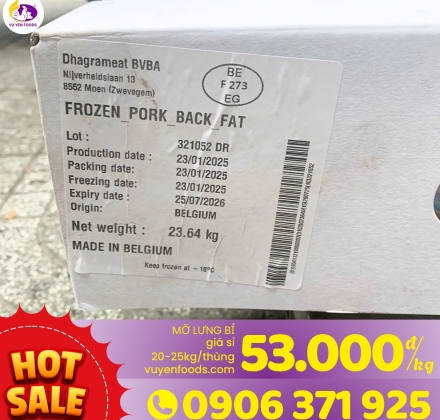 VU YEN FOODS
Dhagrameat BVBA
Nijverheidslaan 13
8552 Moen (Zwevegem)
BE
F 273
EG
FROZEN_PORK_BACK_FAT
Lot : 321052 DR
Production date : 23/01/2025
Packing date: 23/01/2025
Freezing date: 23/01/2025
Expiry date : 25/07/2026
Origin: BELGIUM
Net weight : 23.64 kg
MADE IN BELGIUM
Keep frozen at − 18°C
HOT
SALE
MỠ LƯNG BỈ
giá sỉ
20-25kg/thùng
vuyenfoods.com
53.000đ/kg
0906 371 925